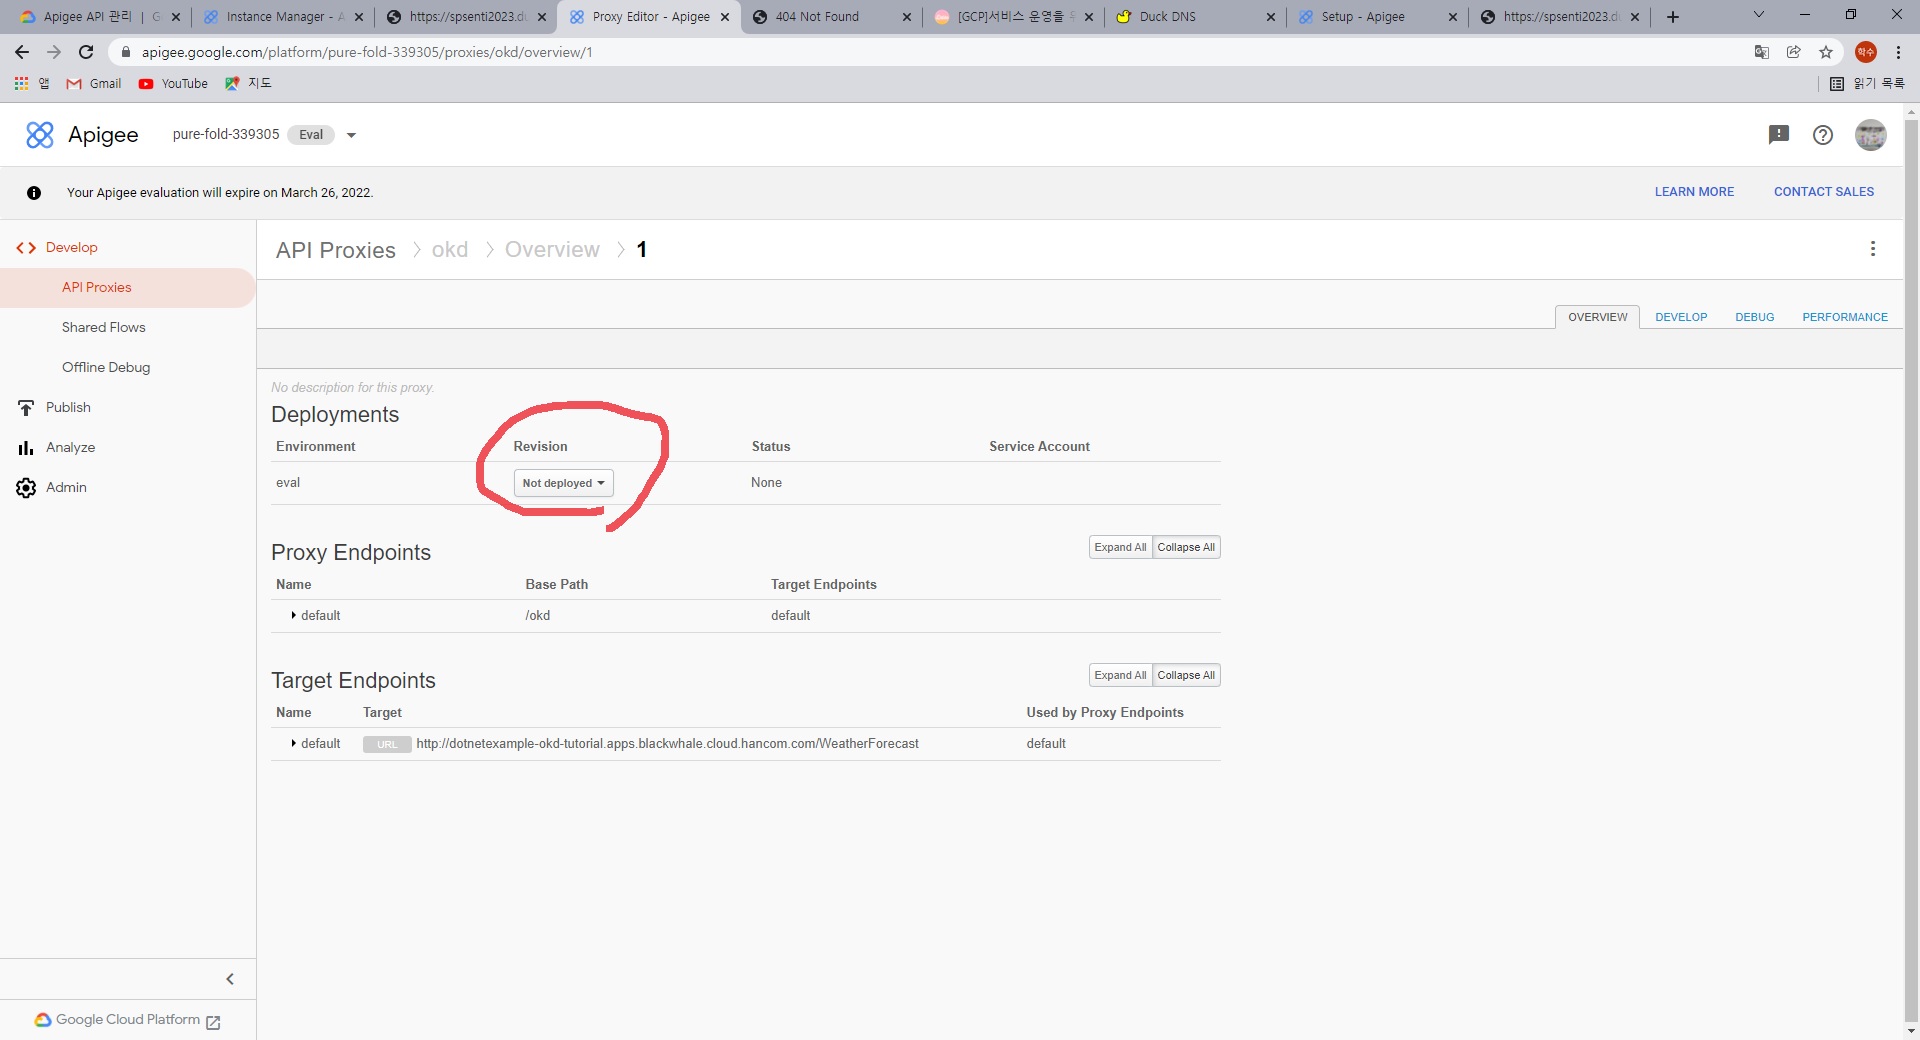 Apigee API 관리 | G
Instance Manager - A
https://spsenti2023.du
Proxy Editor - Apigee
404 Not Found
[GCP]서비스 운영을 위
Duck DNS
Setup - Apigee
https://spsenti2023.du
apigee.google.com/platform/pure-fold-339305/proxies/okd/overview/1
학수
앱
Gmail
YouTube
지도
읽기 목록
Apigee
pure-fold-339305
Eval
Your Apigee evaluation will expire on March 26, 2022.
LEARN MORE
CONTACT SALES
Develop
API Proxies
Shared Flows
Offline Debug
Publish
Analyze
Admin
Google Cloud Platform
API Proxies > okd > Overview > 1
OVERVIEW
DEVELOP
DEBUG
PERFORMANCE
No description for this proxy.
Deployments
Environment Revision Status Service Account
eval Not deployed None
Proxy Endpoints
Expand All Collapse All
Name Base Path Target Endpoints
default /okd default
Target Endpoints
Expand All Collapse All
Name Target Used by Proxy Endpoints
default URL http://dotnetexample-okd-tutorial.apps.blackwhale.cloud.hancom.com/WeatherForecast default